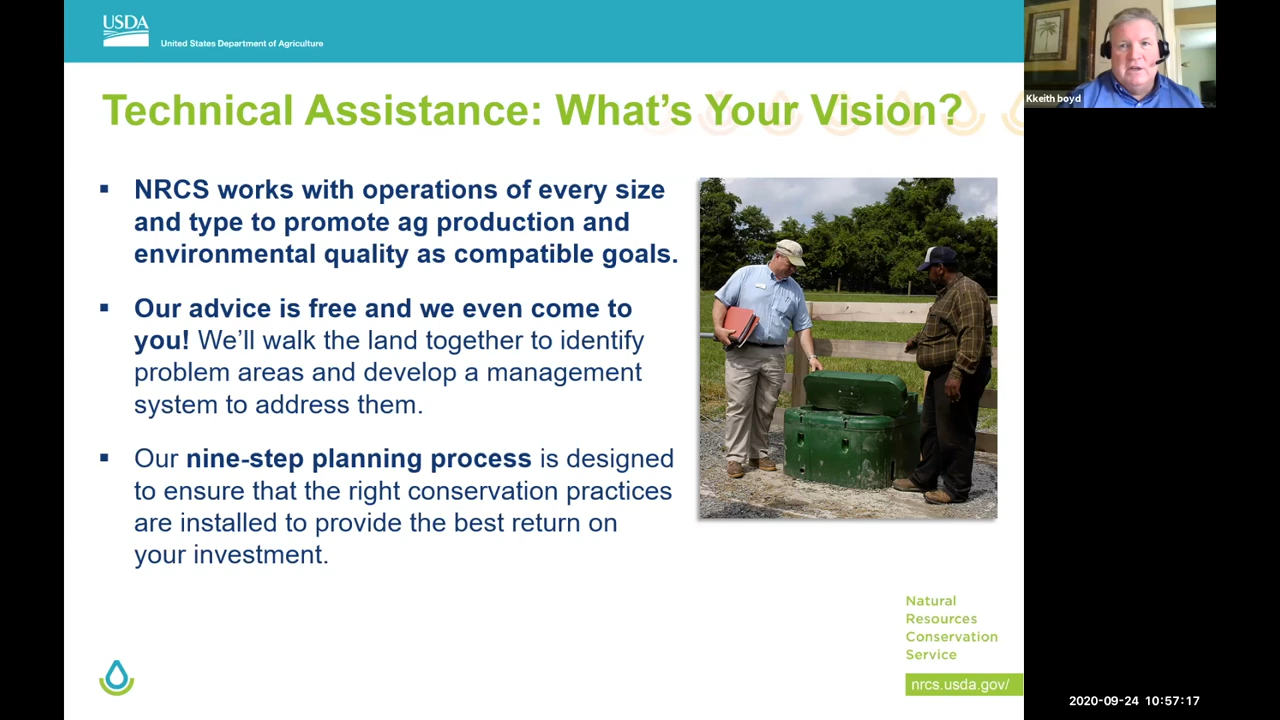 USDA
United States Department of Agriculture
Kkeith boyd
Technical Assistance: What's Your Vision?
▪ NRCS works with operations of every size
and type to promote ag production and
environmental quality as compatible goals.
▪ Our advice is free and we even come to
you! We'll walk the land together to identify
problem areas and develop a management
system to address them.
▪ Our nine-step planning process is designed
to ensure that the right conservation practices
are installed to provide the best return on
your investment.
Natural
Resources
Conservation
Service
nrcs.usda.gov/
2020-09-24 10:57:17